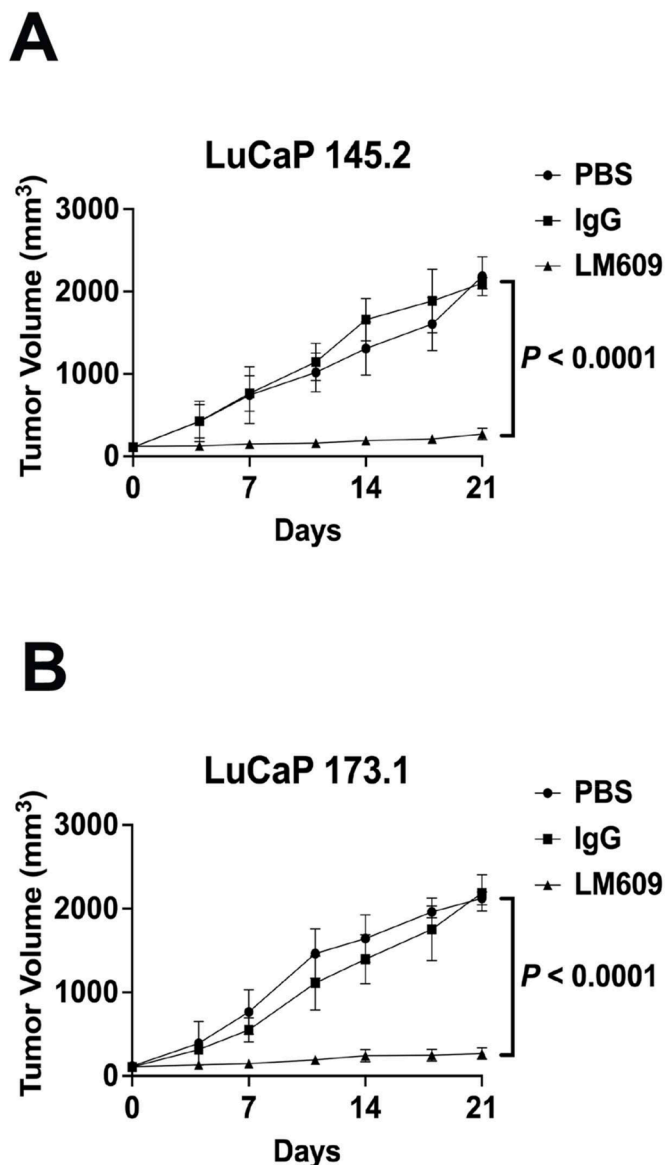 A
LuCaP 145.2
PBS
IgG
LM609
3000
2000
1000
0
Tumor Volume (mm³)
P < 0.0001
0 7 14 21
Days
B
LuCaP 173.1
PBS
IgG
LM609
3000
2000
1000
0
Tumor Volume (mm³)
P < 0.0001
0 7 14 21
Days